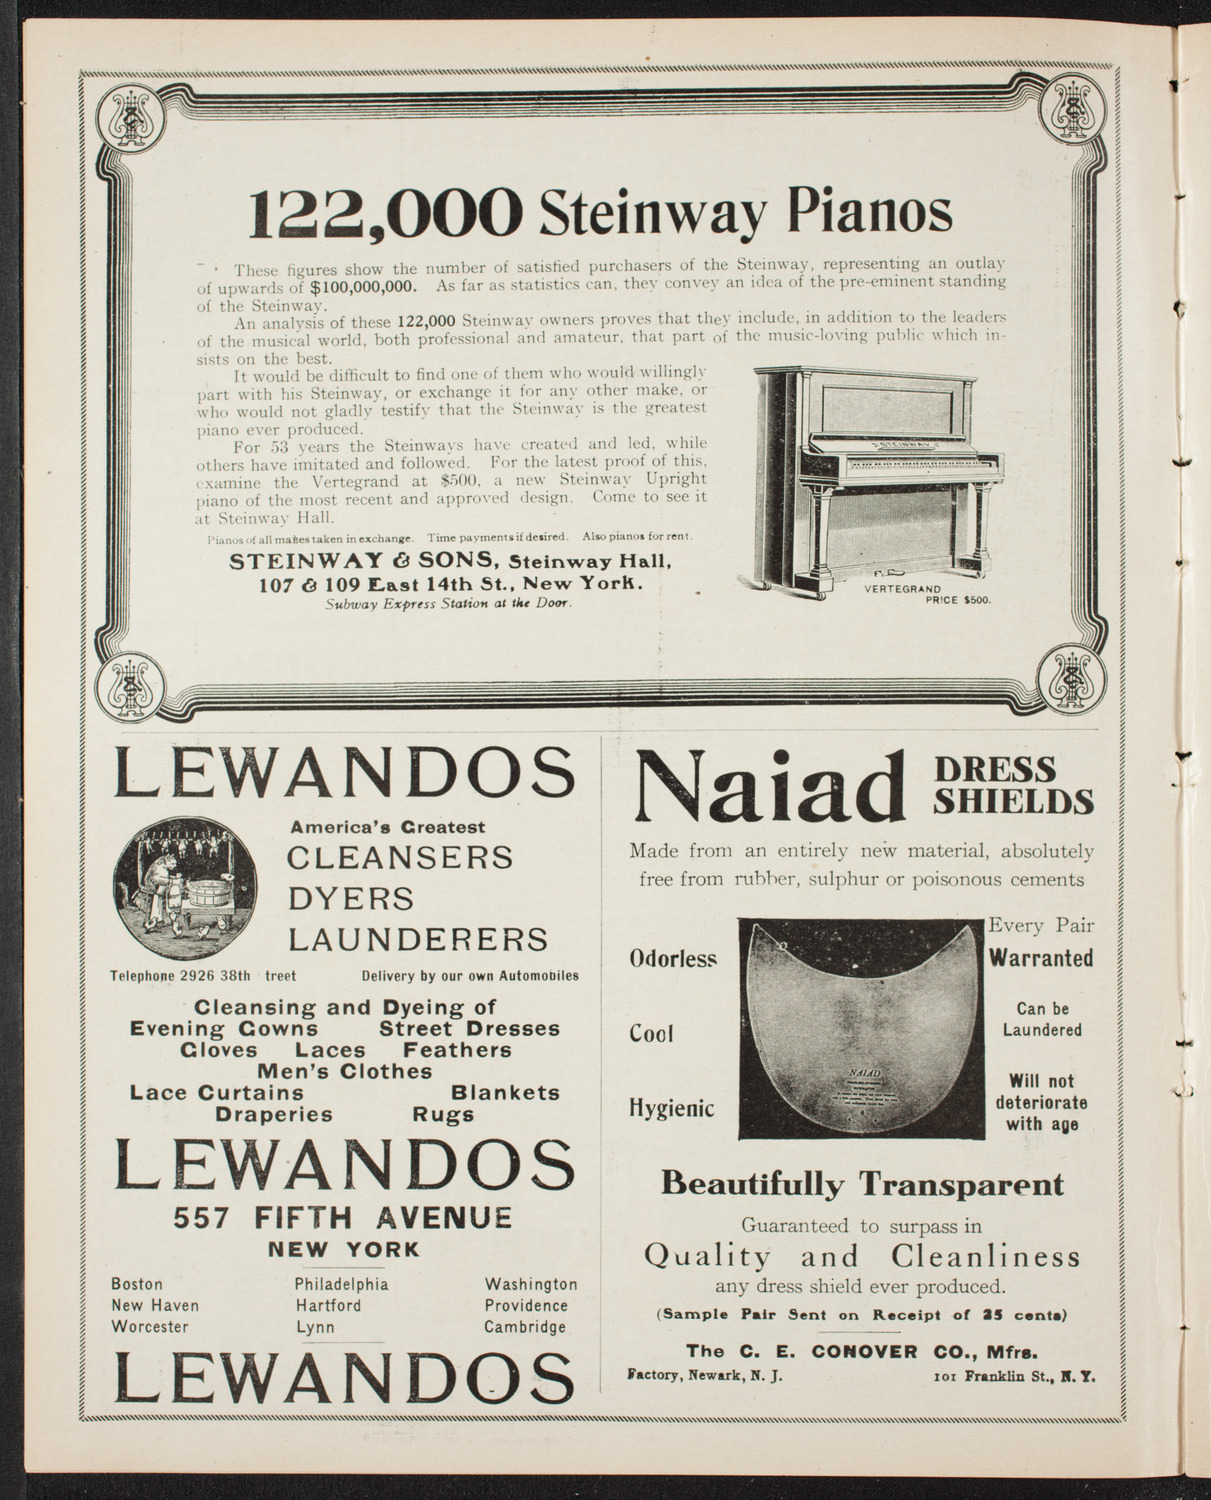 122,000 Steinway Pianos
These figures show the number of satisfied purchasers of the Steinway, representing an outlay
of upwards of $100,000,000. As far as statistics can, they convey an idea of the pre-eminent standing
of the Steinway.
An analysis of these 122,000 Steinway owners proves that they include, in addition to the leaders
of the musical world, both professional and amateur, that part of the music-loving public which in-
sists on the best.
It would be difficult to find one of them who would willingly
part with his Steinway, or exchange it for any other make, or
who would not gladly testify that the Steinway is the greatest
piano ever produced.
For 53 years the Steinways have created and led, while
others have imitated and followed. For the latest proof of this,
examine the Vertegrand at $500, a new Steinway Upright
piano of the most recent and approved design. Come to see it
at Steinway Hall.
Pianos of all makes taken in exchange. Time payments if desired. Also pianos for rent.
STEINWAY & SONS, Steinway Hall,
107 & 109 East 14th St., New York.
Subway Express Station at the Door.
STEINWAY
VERTEGRAND
PRICE $500.
LEWANDOS
America's Greatest
CLEANSERS
DYERS
LAUNDERERS
Telephone 2926 38th treet Delivery by our own Automobiles
Cleansing and Dyeing of
Evening Gowns Street Dresses
Gloves Laces Feathers
Men's Clothes
Lace Curtains Blankets
Draperies Rugs
LEWANDOS
557 FIFTH AVENUE
NEW YORK
Boston Philadelphia Washington
New Haven Hartford Providence
Worcester Lynn Cambridge
LEWANDOS
Naiad DRESS
SHIELDS
Made from an entirely new material, absolutely
free from rubber, sulphur or poisonous cements
Odorless
Cool
Hygienic
NAIAD
Every Pair
Warranted
Can be
Laundered
Will not
deteriorate
with age
Beautifully Transparent
Guaranteed to surpass in
Quality and Cleanliness
any dress shield ever produced.
(Sample Pair Sent on Receipt of 25 cents)
The C. E. CONOVER CO., Mfrs.
Factory, Newark, N. J. 101 Franklin St., N. Y.